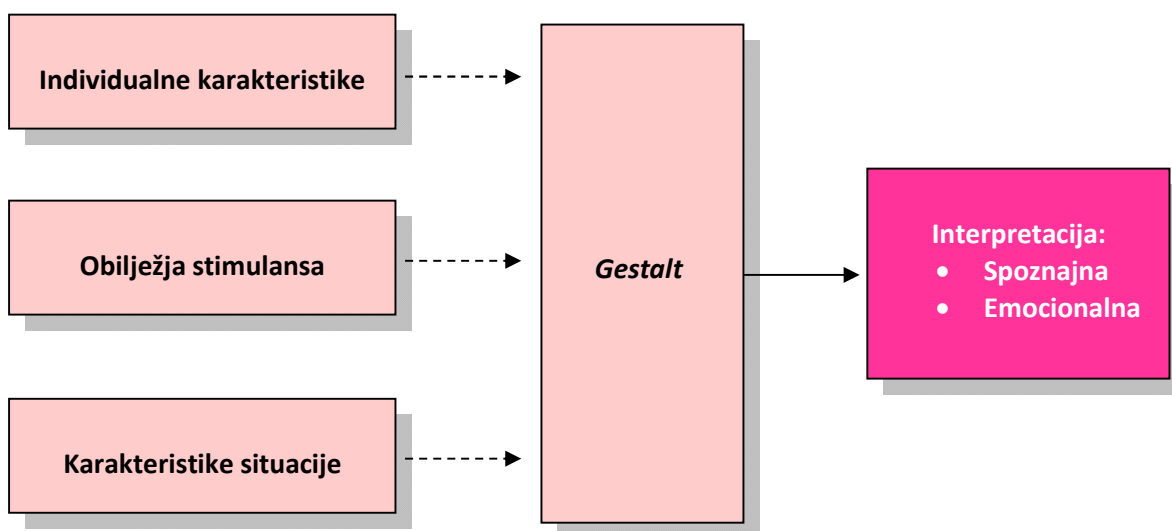 Individualne karakteristike
Obilježja stimulansa
Karakteristike situacije
Gestalt
Interpretacija:
• Spoznajna
• Emocionalna